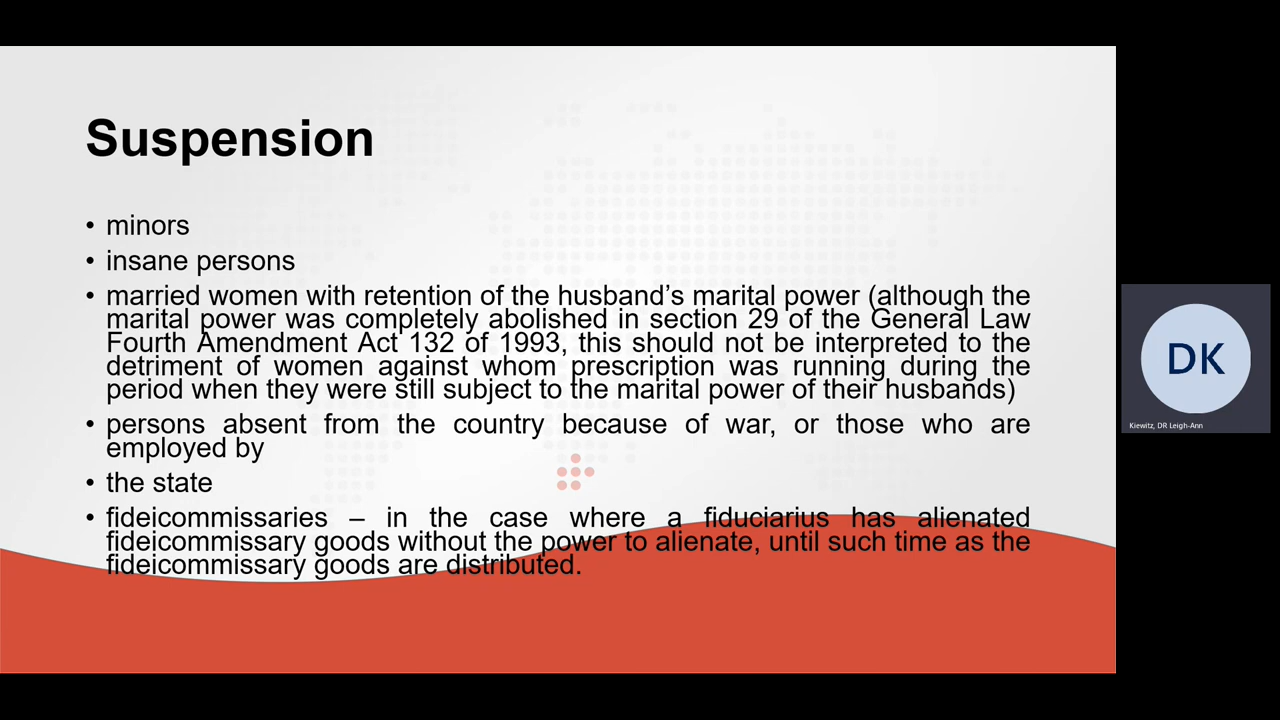 Suspension
• minors
• insane persons
• married women with retention of the husband’s marital power (although the
marital power was completely abolished in section 29 of the General Law
Fourth Amendment Act 132 of 1993, this should not be interpreted to the
detriment of women against whom prescription was running during the
period when they were still subject to the marital power of their husbands)
• persons absent from the country because of war, or those who are
employed by
• the state
• fideicommissaries – in the case where a fiduciarius has alienated
fideicommissary goods without the power to alienate, until such time as the
fideicommissary goods are distributed.
DK
Kiewitz, DR Leigh-Ann